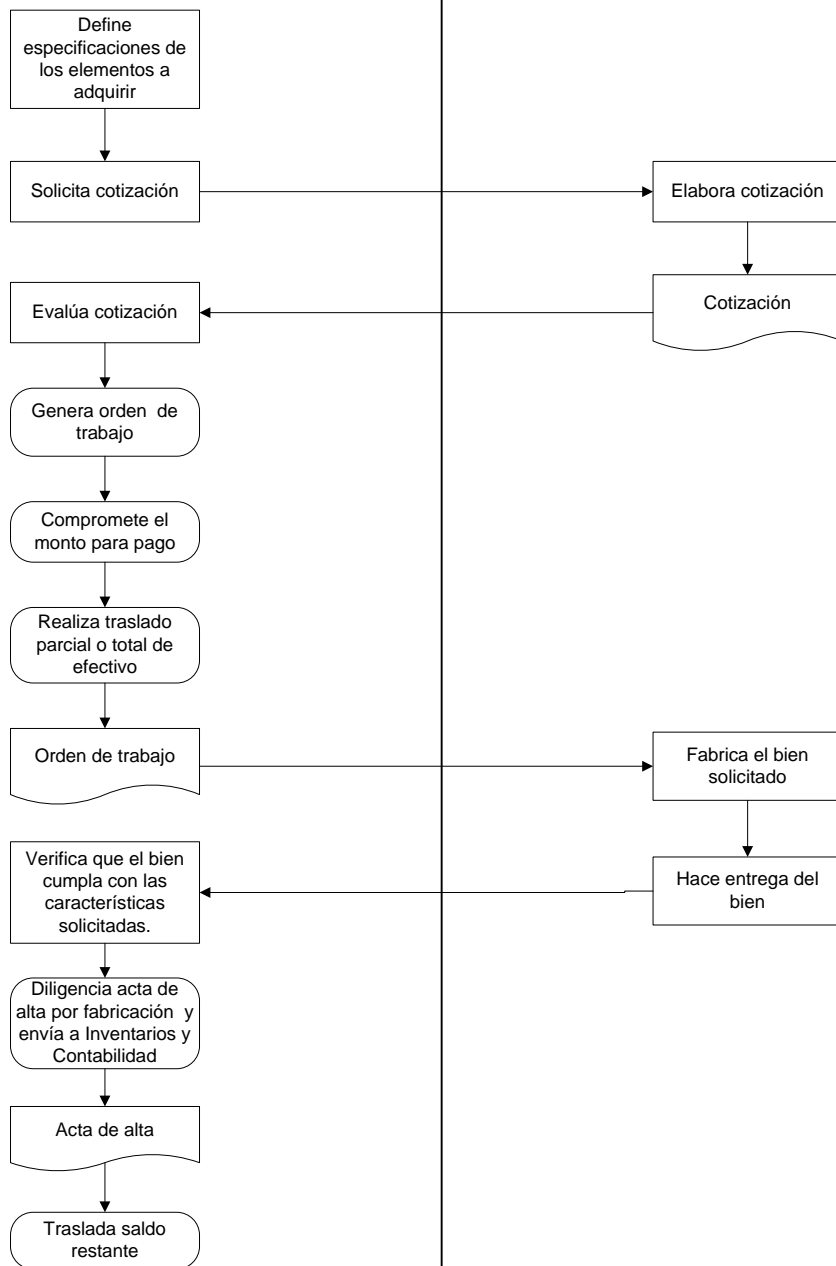 Define
especificaciones de
los elementos a
adquirir
Solicita cotización
Elabora cotización
Evalúa cotización
Cotización
Genera orden  de
trabajo
Compromete el
monto para pago
Realiza traslado
parcial o total de
efectivo
Orden de trabajo
Fabrica el bien
solicitado
Verifica que el bien
cumpla con las
características
solicitadas.
Hace entrega del
bien
Diligencia acta de
alta por fabricación  y
envía a Inventarios y
Contabilidad
Acta de alta
Traslada saldo
restante